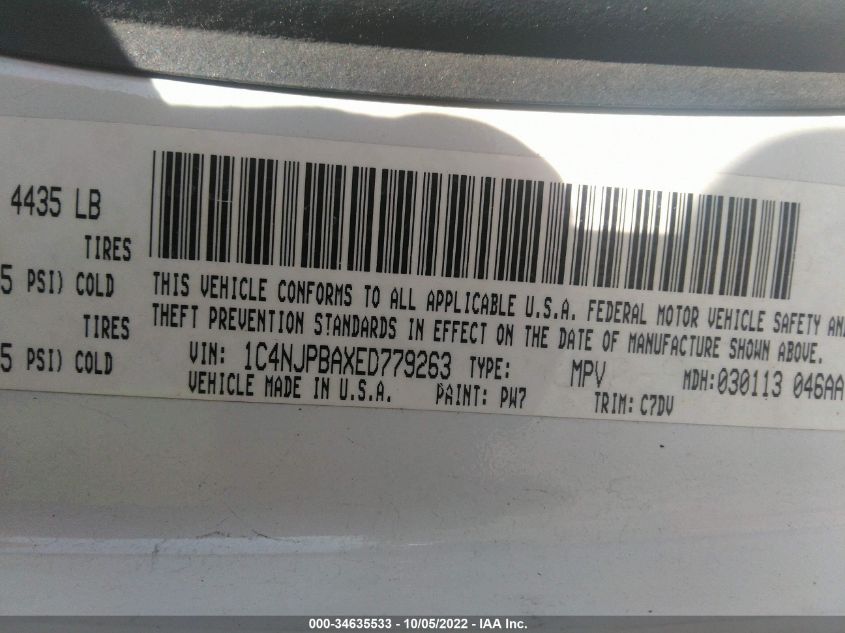 4435 LB
TIRES
5 PSI) COLD
TIRES
5 PSI) COLD
THIS VEHICLE CONFORMS TO ALL APPLICABLE U.S.A. FEDERAL MOTOR VEHICLE SAFETY AN
THEFT PREVENTION STANDARDS IN EFFECT ON THE DATE OF MANUFACTURE SHOWN ABOVE.
VIN: 1C4NJPBAXED779263 TYPE: MPV MDH:030113 046AA
VEHICLE MADE IN U.S.A. PAINT: PW7 TRIM: C7DV
000-34635533 - 10/05/2022 - IAA Inc.